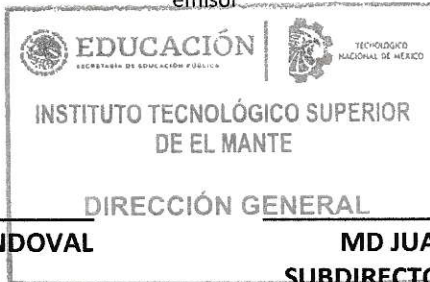 emisor
EDUCACIÓN
SECRETARÍA DE EDUCACIÓN PÚBLICA
TECNOLÓGICO
NACIONAL DE MÉXICO
INSTITUTO TECNOLÓGICO SUPERIOR
DE EL MANTE
DIRECCIÓN GENERAL
NDOVAL MD JUA
SUBDIRECTO